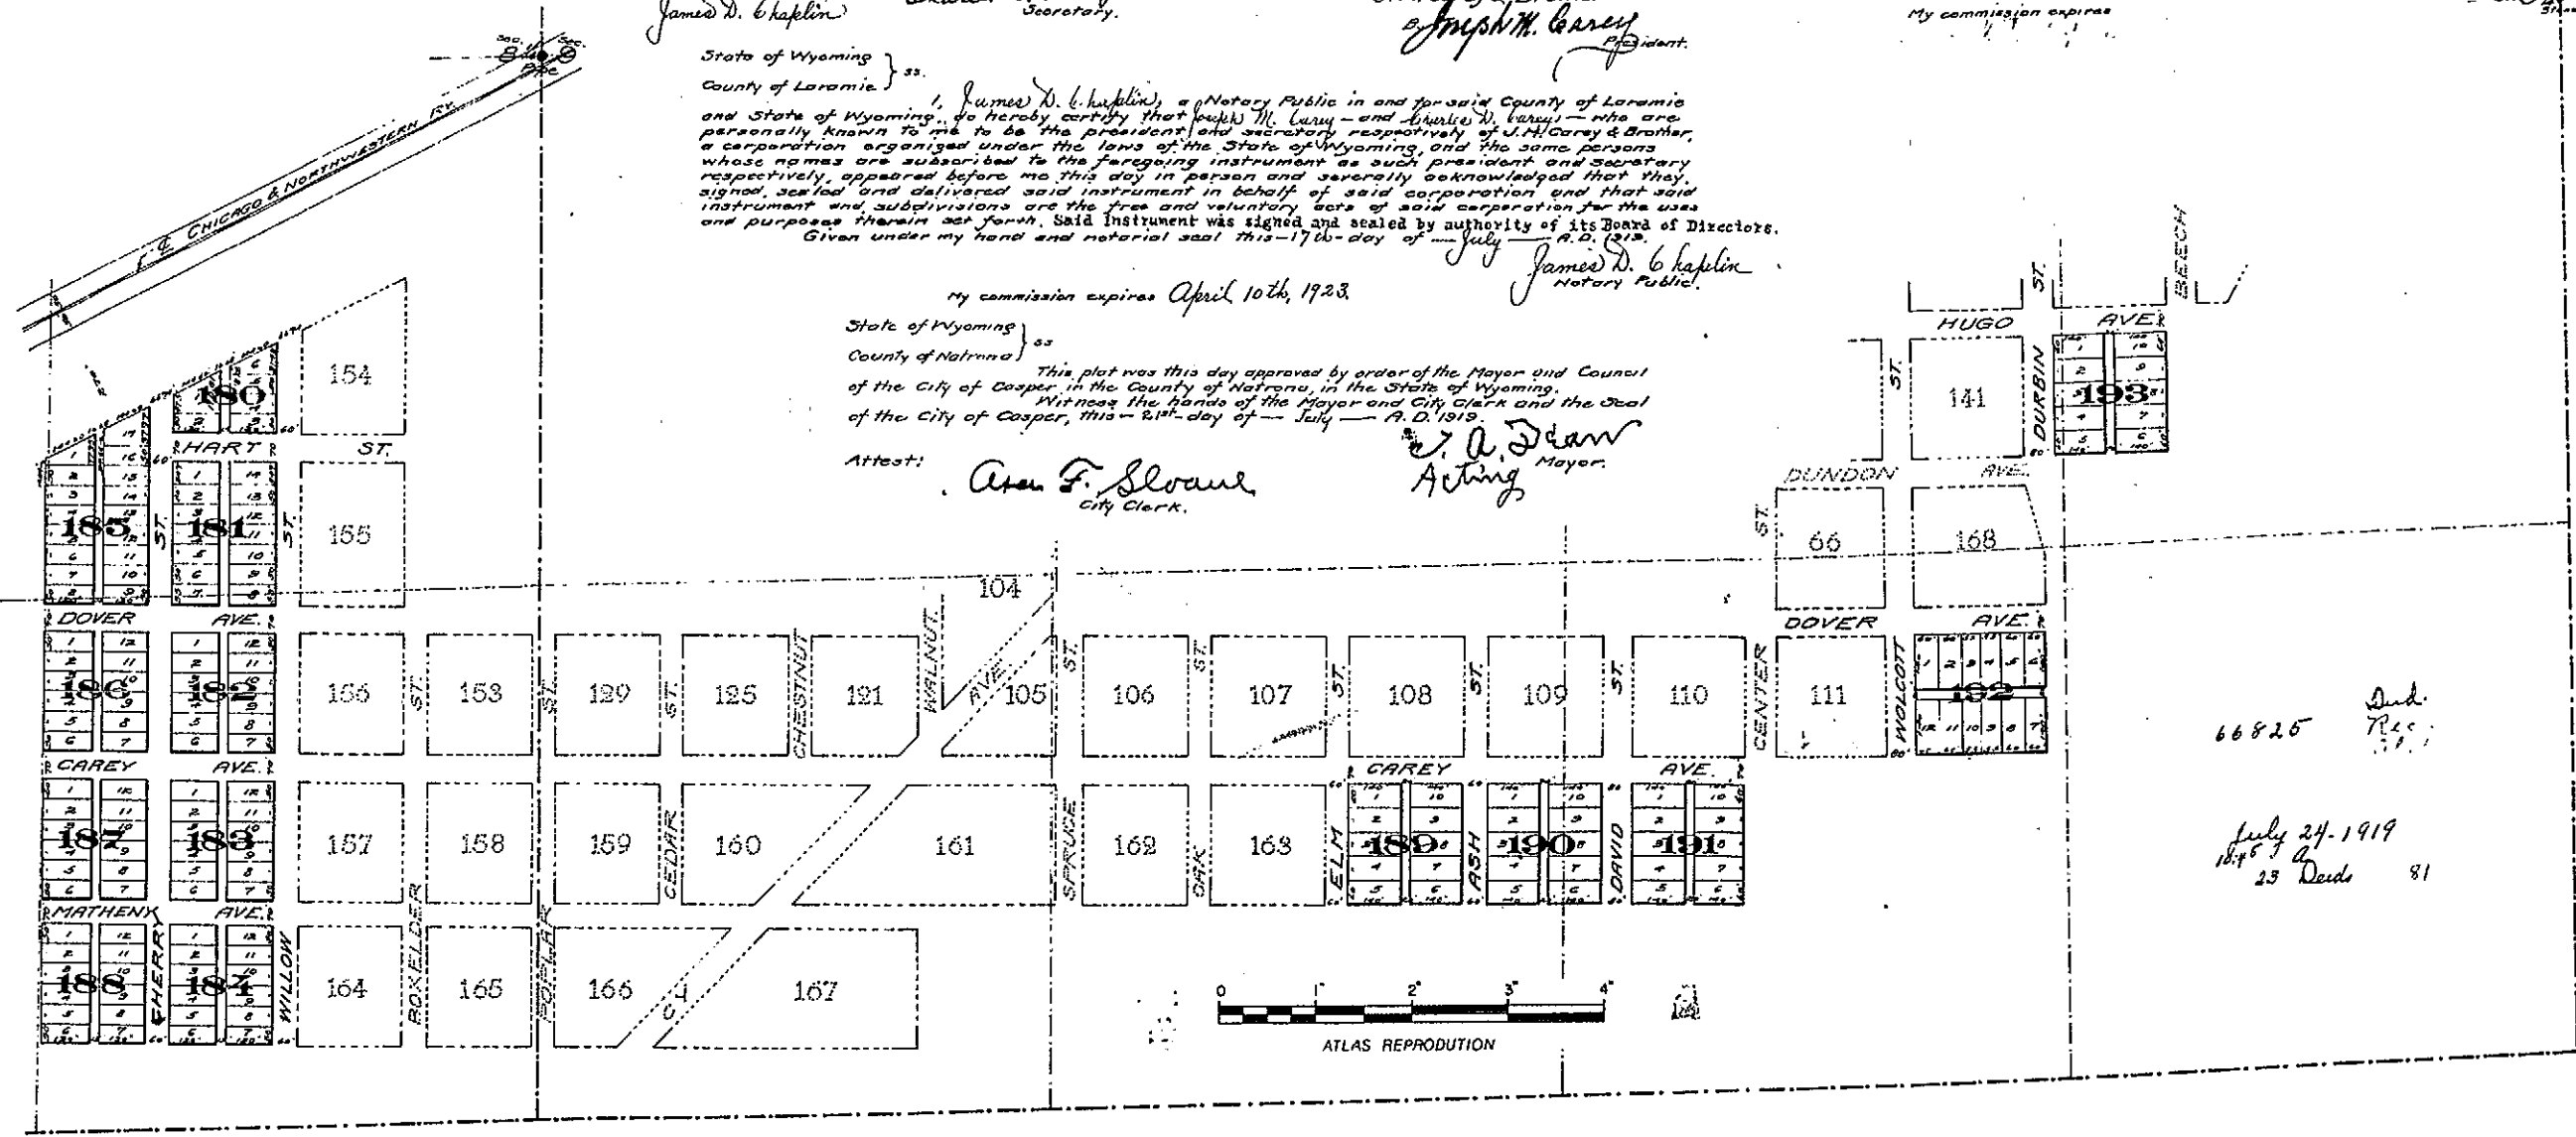 James D. Chaplin
Secretary.
Joseph M. Carey
President.
My commission expires
Sec. Sec.
8 9
Pipe
State of Wyoming } ss.
County of Laramie
I, James D. Chaplin, a Notary Public in and for said County of Laramie
and State of Wyoming, do hereby certify that Joseph M. Carey – and Charles D. Carey – who are
personally known to me to be the president and secretary respectively of J.M. Carey & Brother,
a corporation organized under the laws of the State of Wyoming, and the same persons
whose names are subscribed to the foregoing instrument as such president and secretary
respectively, appeared before me this day in person and severally acknowledged that they,
signed, sealed and delivered said instrument in behalf of said corporation and that said
instrument and subdivisions are the free and voluntary acts of said corporation for the uses
and purposes therein set forth. Said Instrument was signed and sealed by authority of its Board of Directors.
Given under my hand and notarial seal this – 17th – day of — July — A.D. 1919.
James D. Chaplin
Notary Public.
My commission expires April 10th, 1923.
State of Wyoming } ss
County of Natrona
This plat was this day approved by order of the Mayor and Council
of the City of Casper, in the County of Natrona, in the State of Wyoming.
Witness the hands of the Mayor and City Clerk and the Seal
of the City of Casper, this – 21st – day of — July — A.D. 1919.
Attest:
Mayor.
Acting
City Clerk.
℄ CHICAGO & NORTHWESTERN RY.
BEECH
ST.
HUGO AVE.
154
180
141
ST.
DURBIN
193
HART ST.
DUNDON AVE.
185
ST.
181
ST.
155
ST.
66
168
104
DOVER AVE.
DOVER AVE.
186
182
156
ST.
153
ST.
129
ST.
125
CHESTNUT
121
WALNUT
AVE.
105
ST.
106
ST.
107
ST.
108
ST.
109
ST.
110
CENTER
111
WOLCOTT
192
66825
Rec.
CAREY AVE.
CAREY AVE.
187
183
157
158
159
CEDAR
160
161
SPRUCE
162
OAK
163
ELM
189
ASH
190
DAVID
191
July 24-1919
23 Deeds 81
MATHENY AVE.
188
CHERRY
184
WILLOW
164
BOXELDER
165
POPLAR
166
167
0 1" 2" 3" 4"
ATLAS REPRODUTION